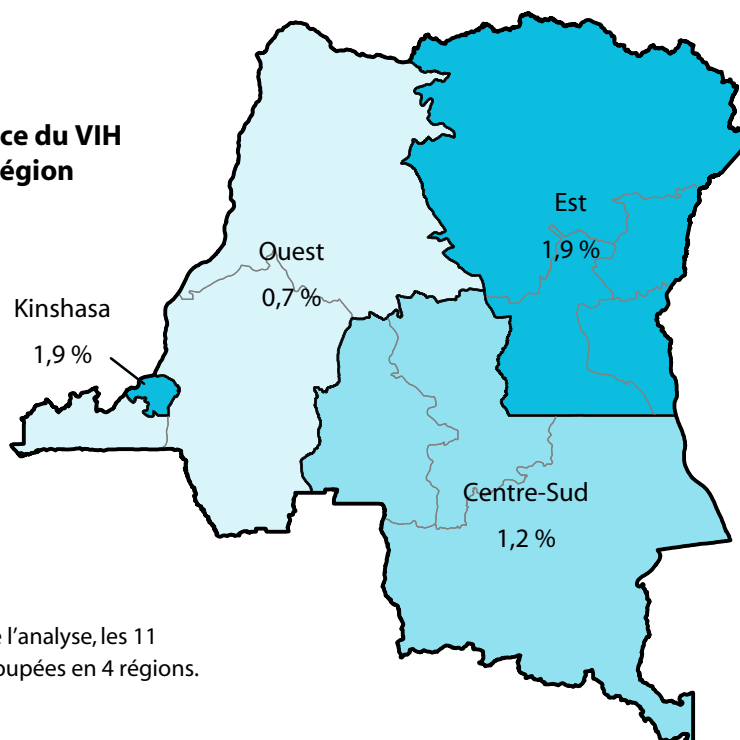 ce du VIH
égion
Est
1,9 %
Ouest
0,7 %
Kinshasa
1,9 %
Centre-Sud
1,2 %
l’analyse, les 11
oupées en 4 régions.